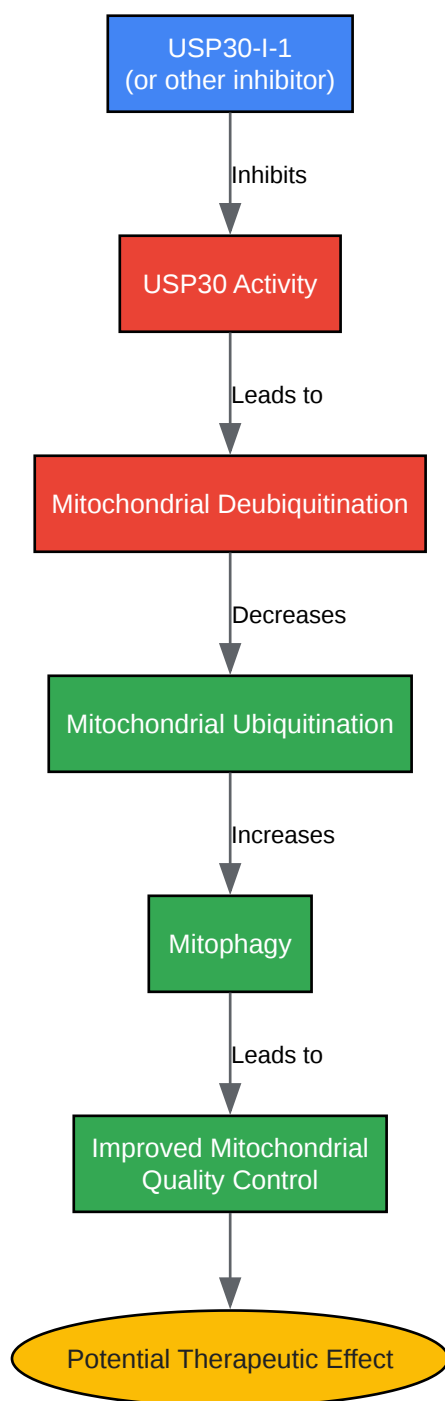 USP30-I-1
(or other inhibitor)
Inhibits
USP30 Activity
Leads to
Mitochondrial Deubiquitination
Decreases
Mitochondrial Ubiquitination
Increases
Mitophagy
Leads to
Improved Mitochondrial
Quality Control
Potential Therapeutic Effect